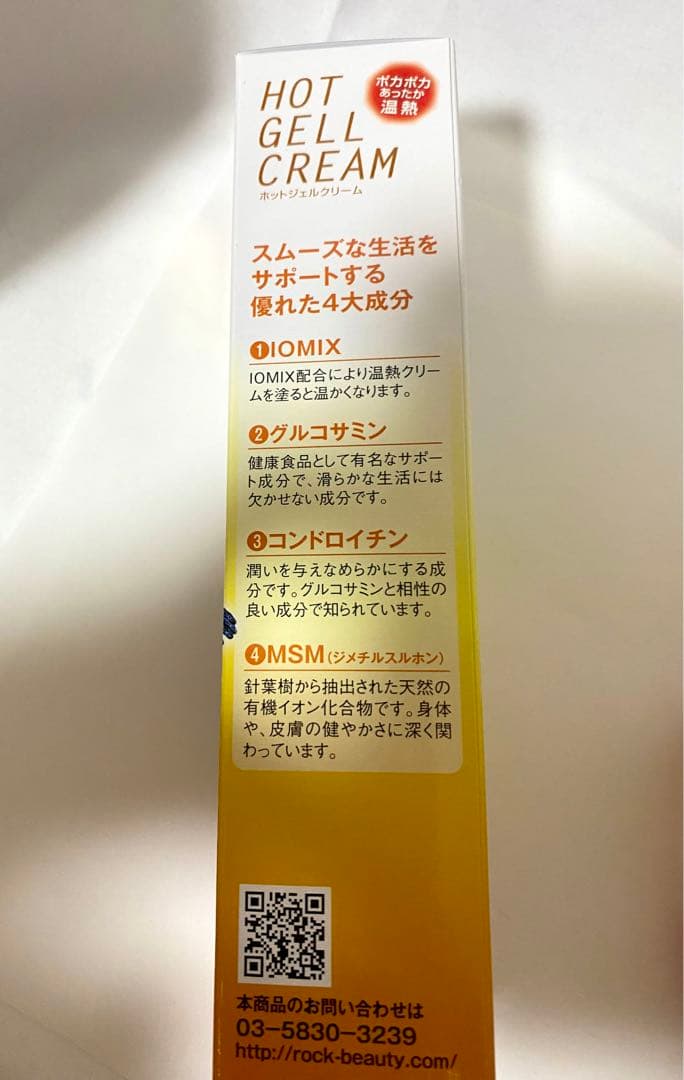 HOT
GELL
CREAM
ホットジェルクリーム
ポカポカ
あったか
温熱
スムーズな生活を
サポートする
優れた4大成分
❶IOMIX
IOMIX配合により温熱クリー
ムを塗ると温かくなります。
❷グルコサミン
健康食品として有名なサポー
ト成分で、滑らかな生活には
欠かせない成分です。
❸コンドロイチン
潤いを与えなめらかにする成
分です。グルコサミンと相性の
良い成分で知られています。
❹MSM(ジメチルスルホン)
針葉樹から抽出された天然の
有機イオン化合物です。身体
や、皮膚の健やかさに深く関
わっています。
本商品のお問い合わせは
03-5830-3239
http://rock-beauty.com/